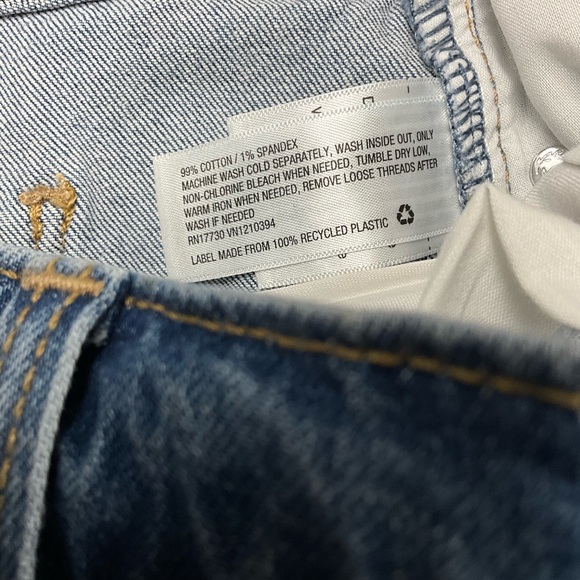 99% COTTON / 1% SPANDEX
MACHINE WASH COLD SEPARATELY, WASH INSIDE OUT, ONLY
NON-CHLORINE BLEACH WHEN NEEDED, TUMBLE DRY LOW,
WARM IRON WHEN NEEDED, REMOVE LOOSE THREADS AFTER
WASH IF NEEDED
RN17730 VN1210394
LABEL MADE FROM 100% RECYCLED PLASTIC